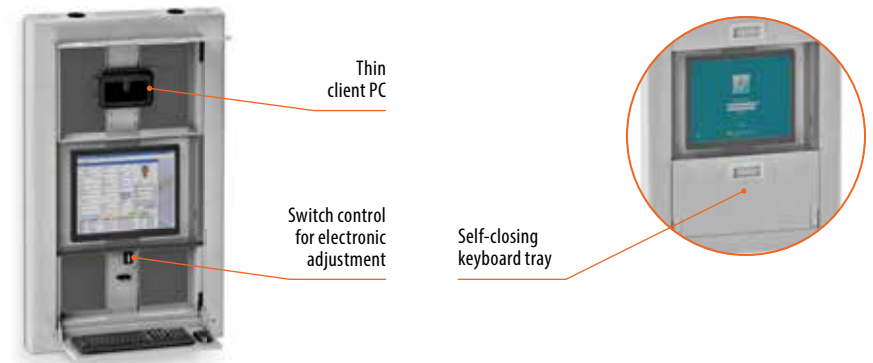 Thin
client PC
Switch control
for electronic
adjustment
Self-closing
keyboard tray